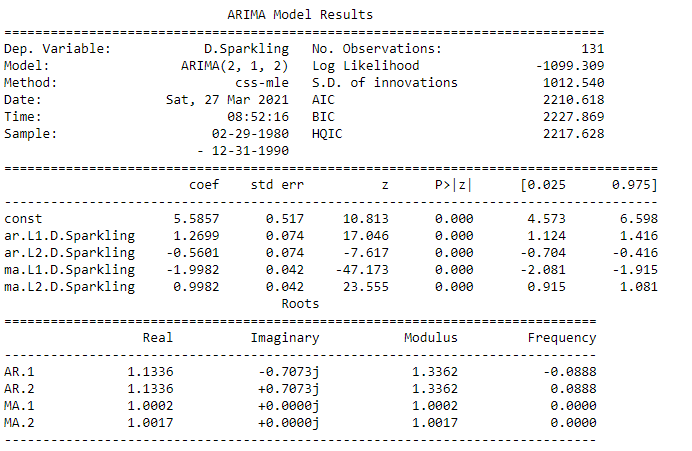 ARIMA Model Results
==============================================================================
Dep. Variable:            D.Sparkling   No. Observations:                  131
Model:                 ARIMA(2, 1, 2)   Log Likelihood               -1099.309
Method:                       css-mle   S.D. of innovations           1012.540
Date:                Sat, 27 Mar 2021   AIC                           2210.618
Time:                        08:52:16   BIC                           2227.869
Sample:                    02-29-1980   HQIC                          2217.628
- 12-31-1990
=====================================================================================
coef    std err          z      P>|z|      [0.025      0.975]
-------------------------------------------------------------------------------------
const                 5.5857      0.517     10.813      0.000       4.573       6.598
ar.L1.D.Sparkling     1.2699      0.074     17.046      0.000       1.124       1.416
ar.L2.D.Sparkling    -0.5601      0.074     -7.617      0.000      -0.704      -0.416
ma.L1.D.Sparkling    -1.9982      0.042    -47.173      0.000      -2.081      -1.915
ma.L2.D.Sparkling     0.9982      0.042     23.555      0.000       0.915       1.081
Roots
=============================================================================
Real          Imaginary           Modulus         Frequency
-----------------------------------------------------------------------------
AR.1            1.1336           -0.7073j            1.3362           -0.0888
AR.2            1.1336           +0.7073j            1.3362            0.0888
MA.1            1.0002           +0.0000j            1.0002            0.0000
MA.2            1.0017           +0.0000j            1.0017            0.0000
-----------------------------------------------------------------------------